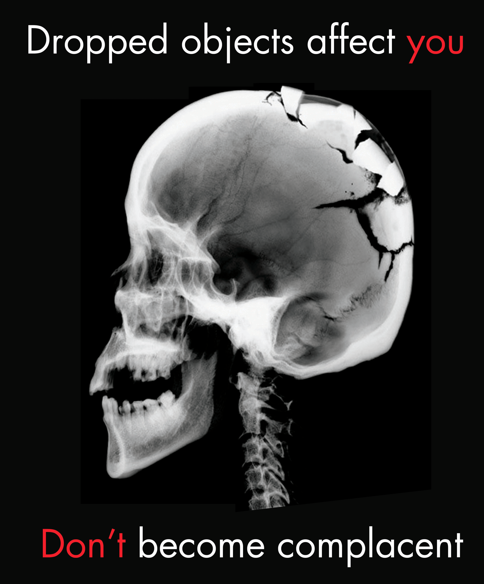 Dropped objects affect you
Don't become complacent